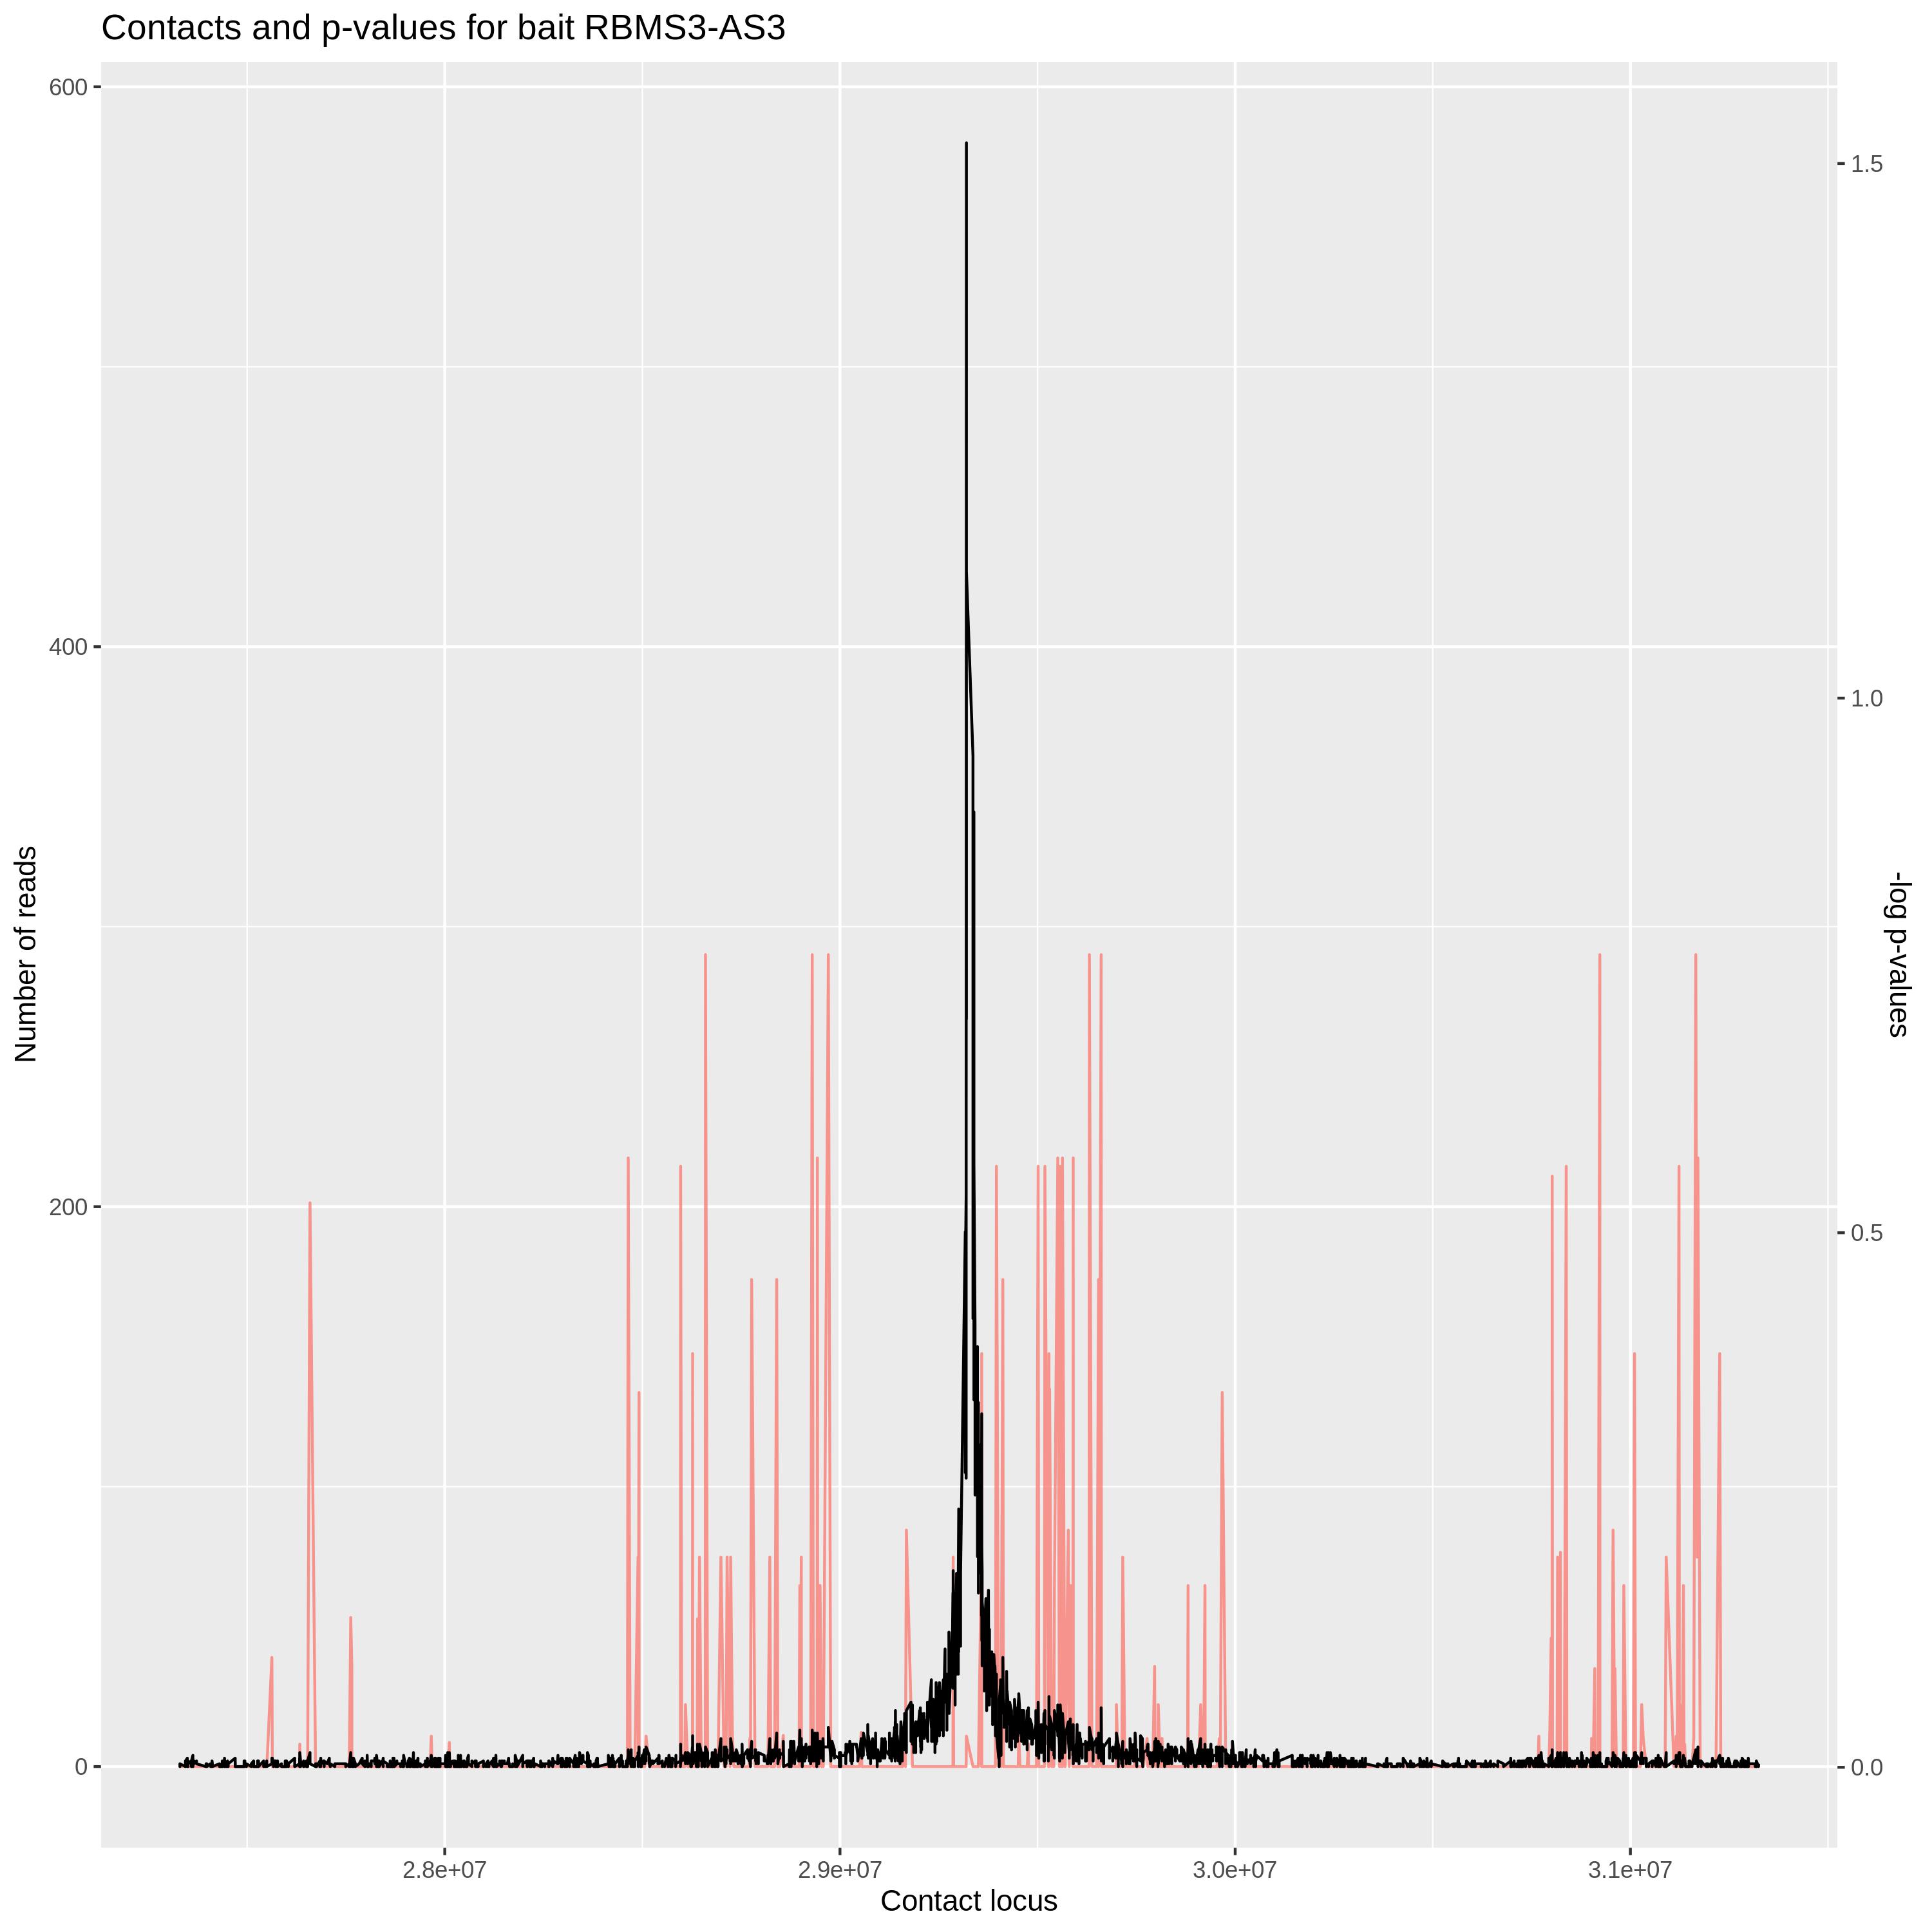 Contacts and p-values for bait RBMS3-AS3
600
400
200
0
1.5
1.0
0.5
0.0
Number of reads
-log p-values
2.8e+07
2.9e+07
3.0e+07
3.1e+07
Contact locus